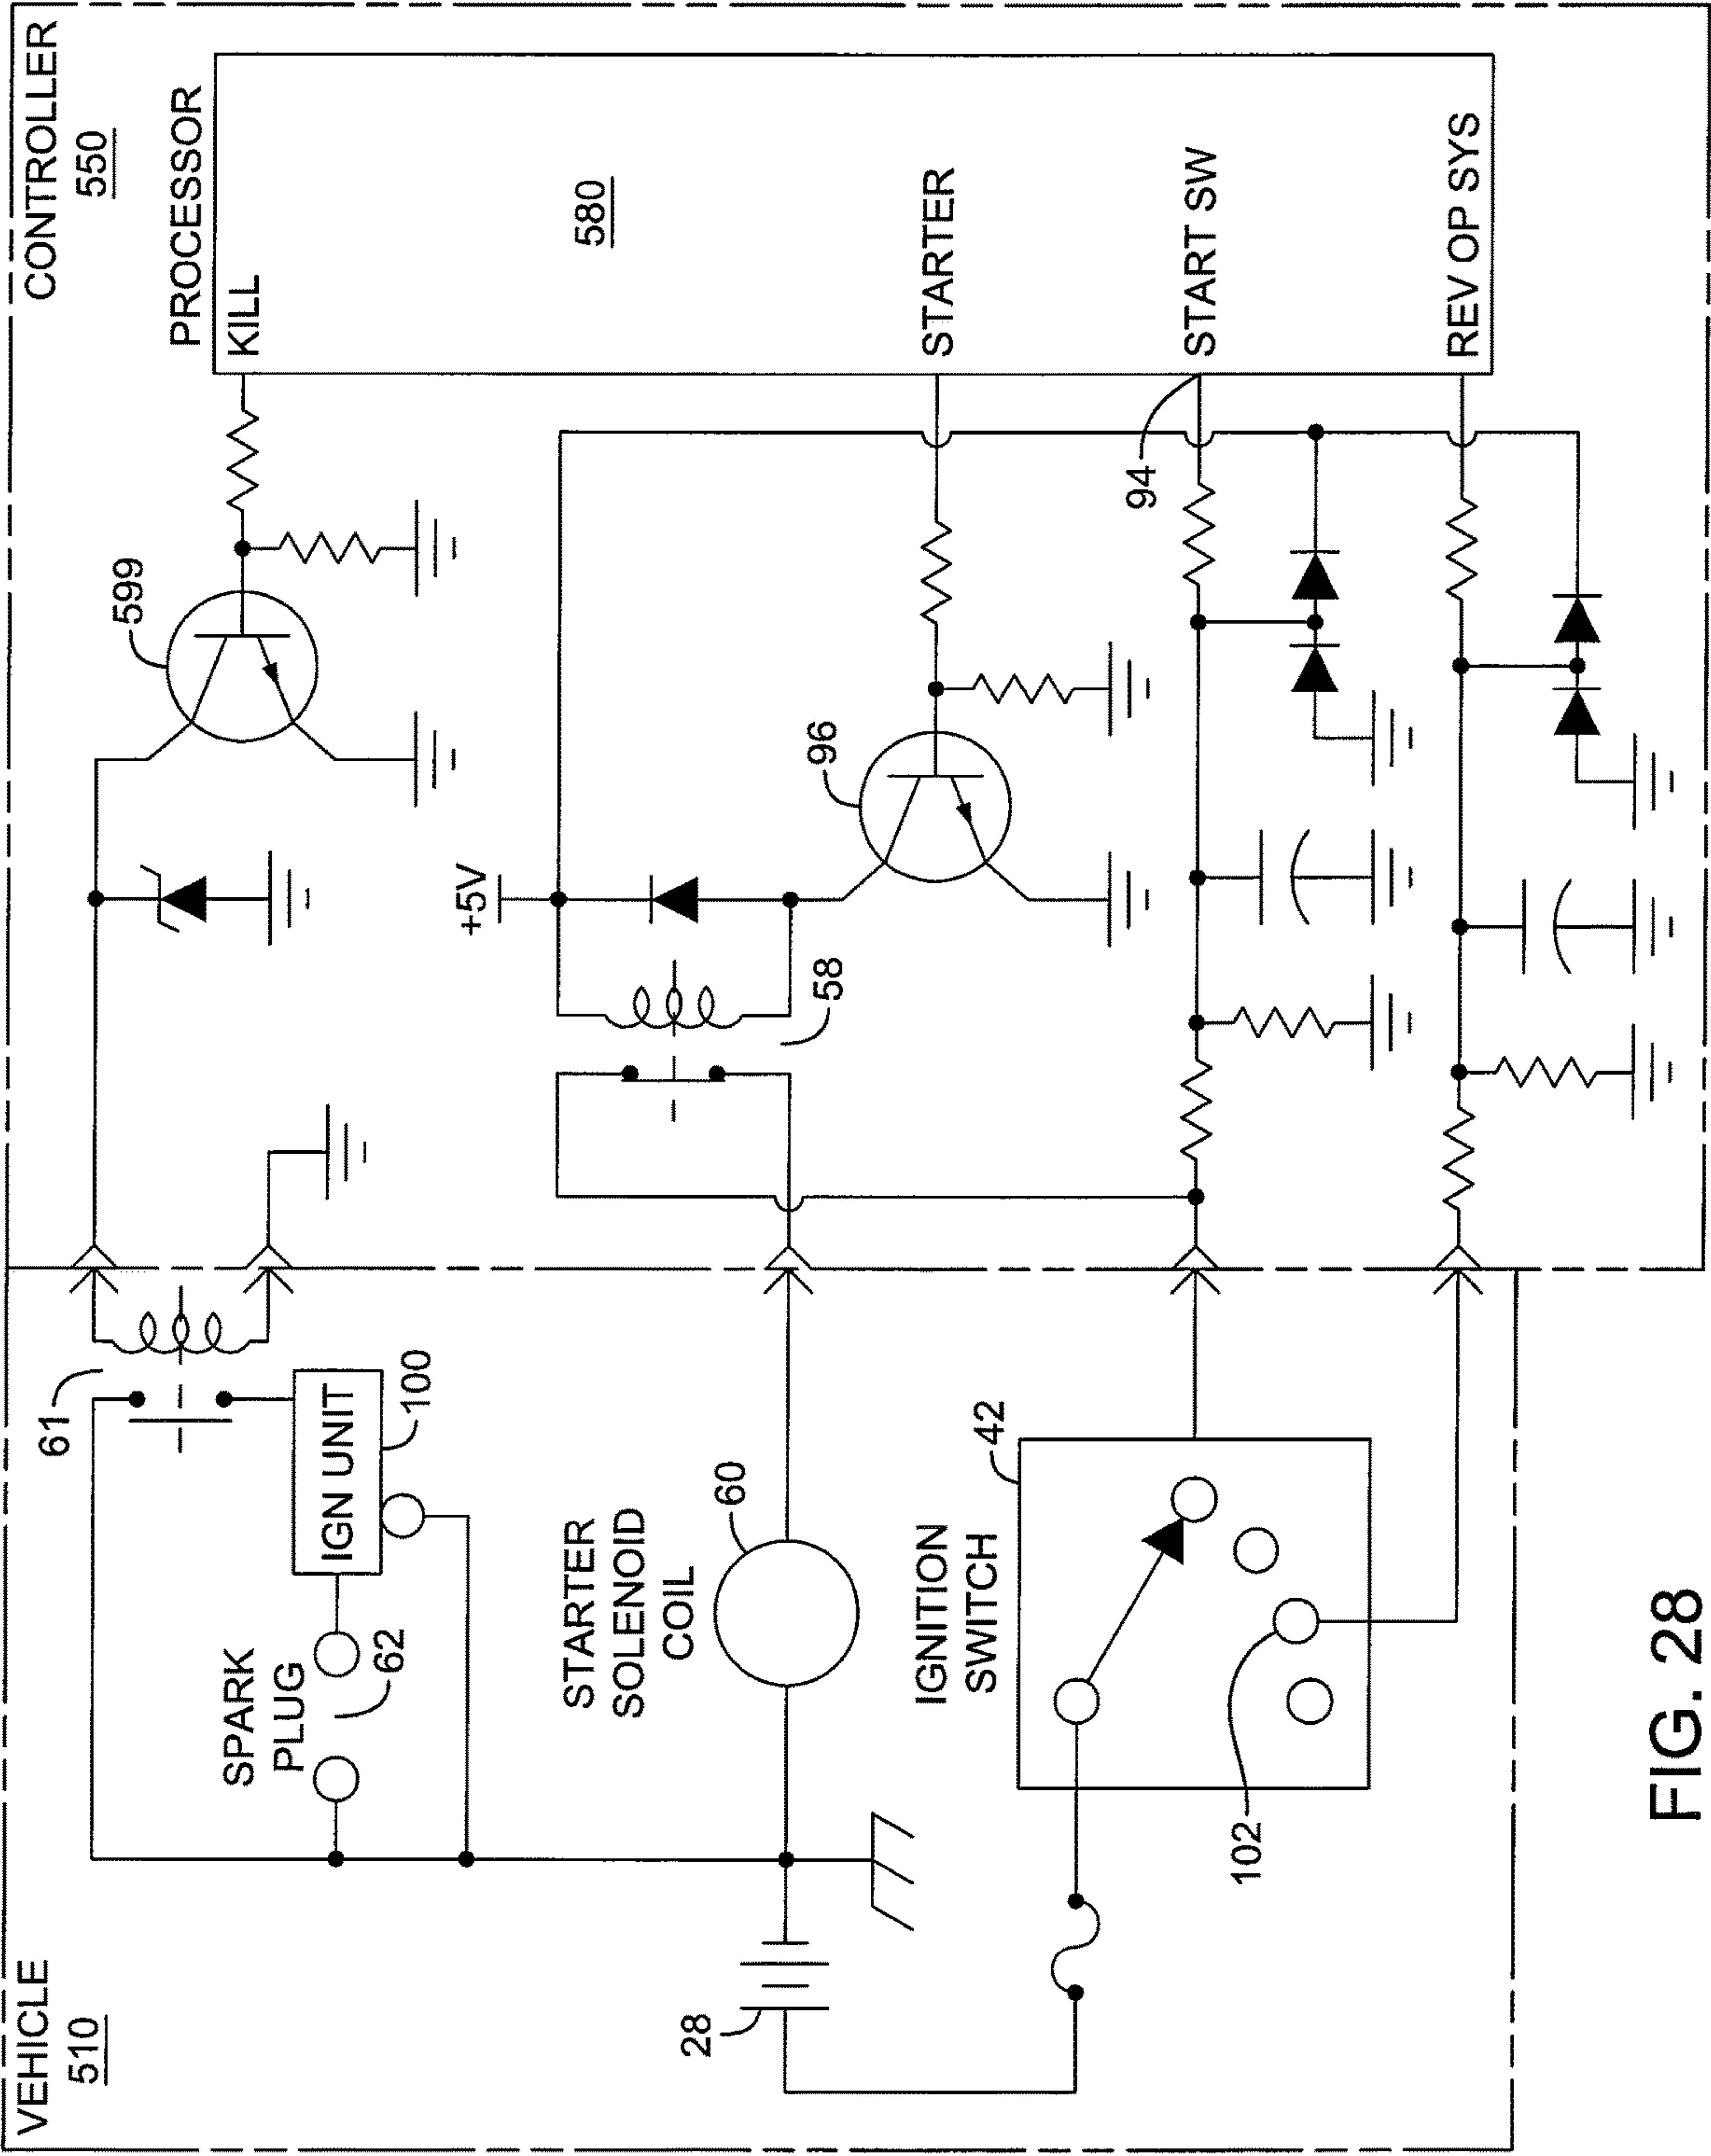 VEHICLE
510
CONTROLLER
550
PROCESSOR
KILL
580
STARTER
START SW
REV OP SYS
599
61
IGN UNIT
100
SPARK
PLUG
62
+5V
96
58
94
STARTER
SOLENOID
COIL
60
28
IGNITION
SWITCH
42
102
FIG. 28